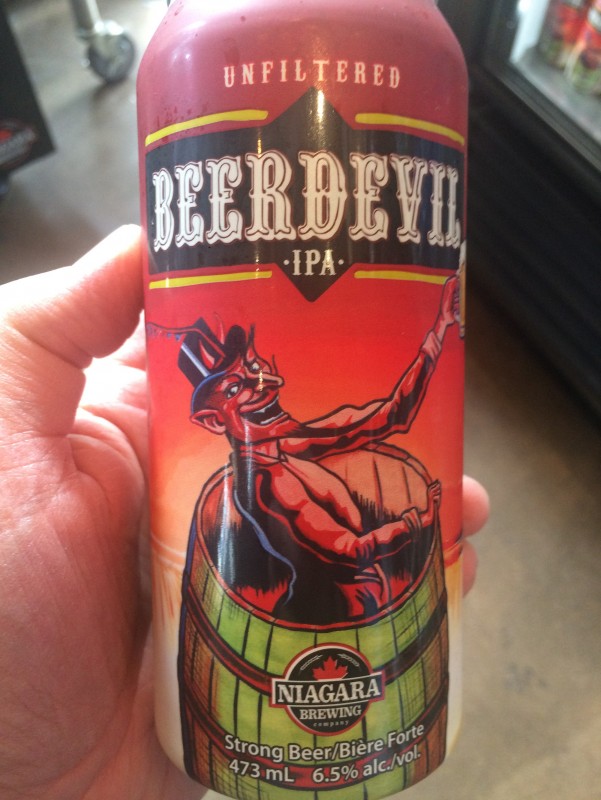 UNFILTERED
BEERDEVIL
·IPA·
NIAGARA
BREWING
company
Strong Beer/Bière Forte
473 mL 6.5% alc./vol.